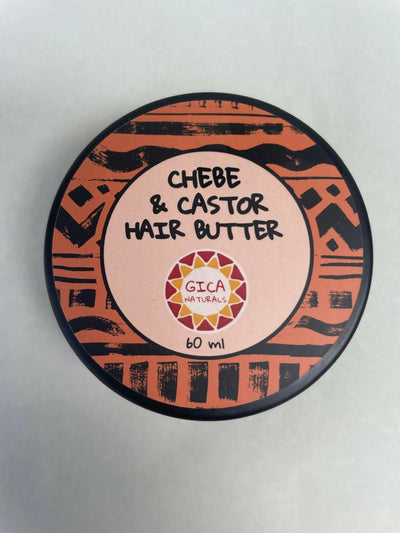 CHEBE
& CASTOR
HAIR BUTTER
GICA
NATURALS
60 ml